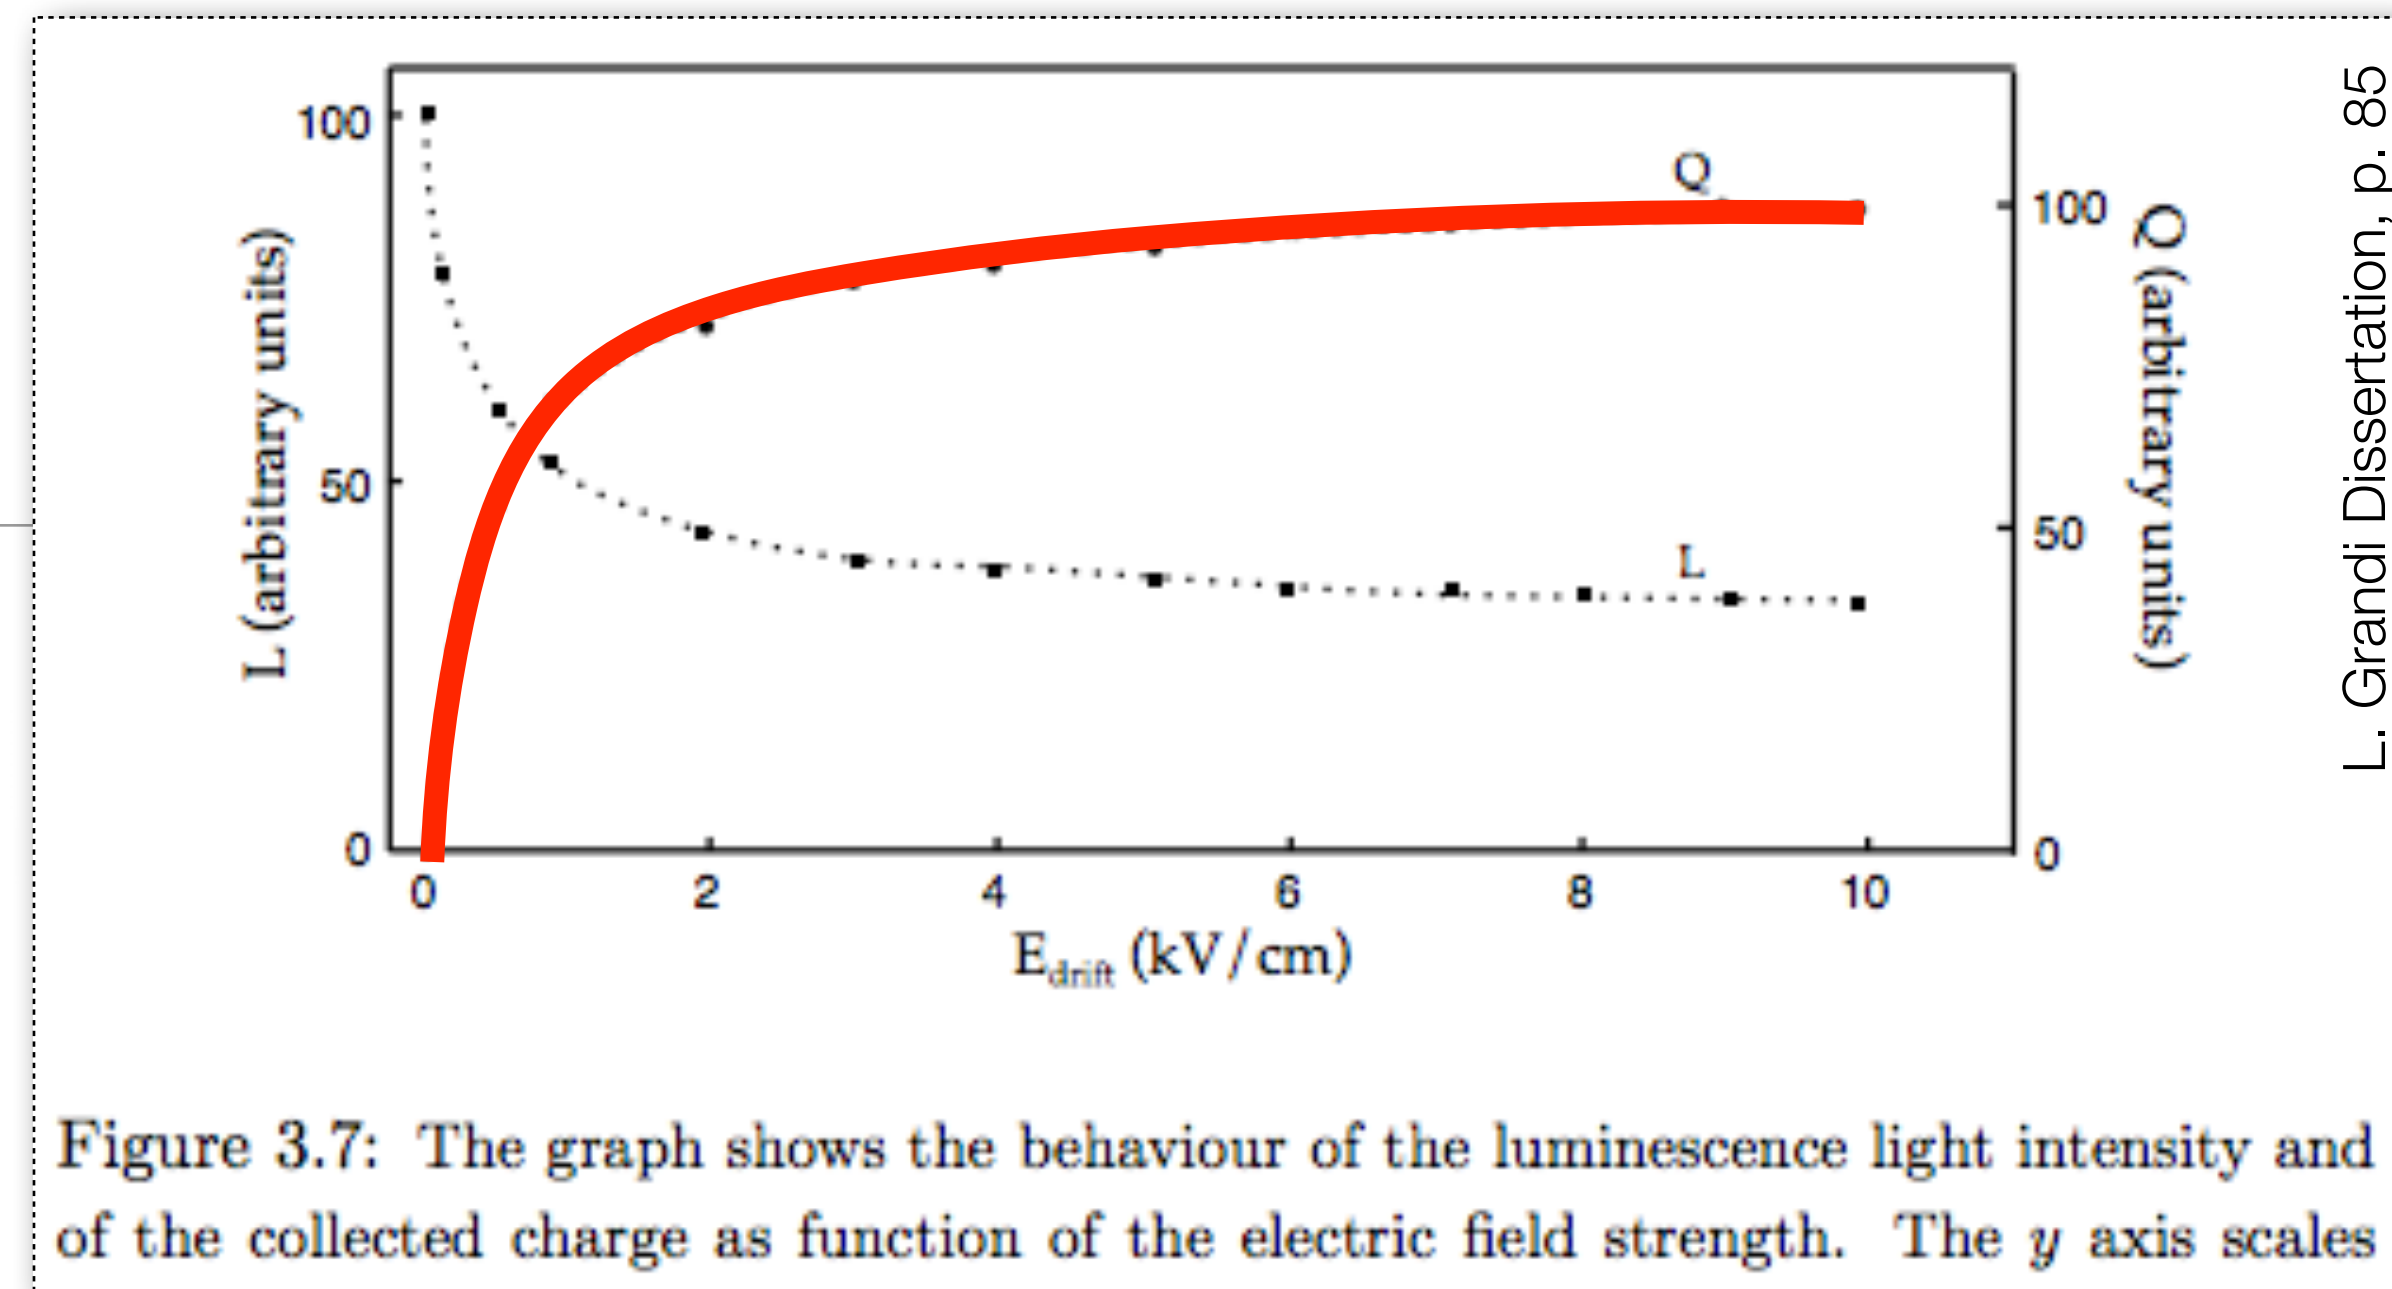 100
50
0
L (arbitrary units)
Q
L
100
50
0
Q (arbitrary units)
0 2 4 6 8 10
E_drift (kV/cm)
L. Grandi Dissertation, p. 85
Figure 3.7: The graph shows the behaviour of the luminescence light intensity and
of the collected charge as function of the electric field strength. The y axis scales